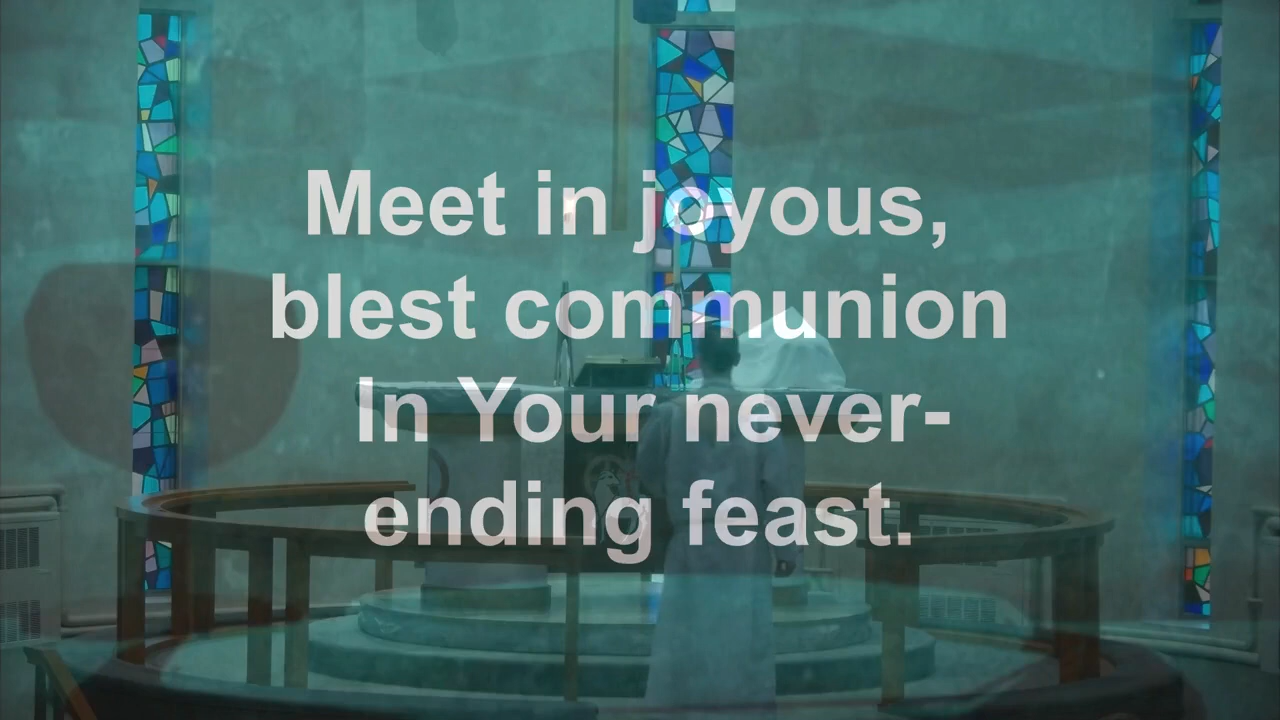 Meet in joyous,
blest communion
In Your never-
ending feast.